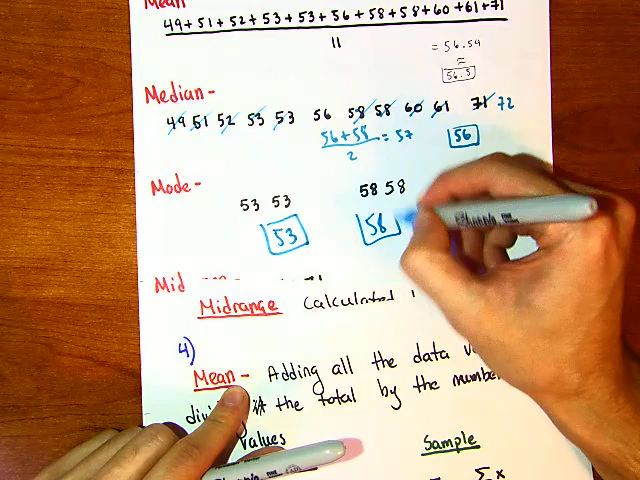 Mean
49+51+52+53+53+56+58+58+60+61+71
11
= 56.54
≈
56.5
Median-
49 51 52 53 53 56 58 58 60 61 71 72
56+58
2
= 57
56
Mode-
53 53 58 58
53 58
Mid
Midrange Calculated
4)
Mean- Adding all the data
the total by the number
values
Sample
Σx
Sharpie